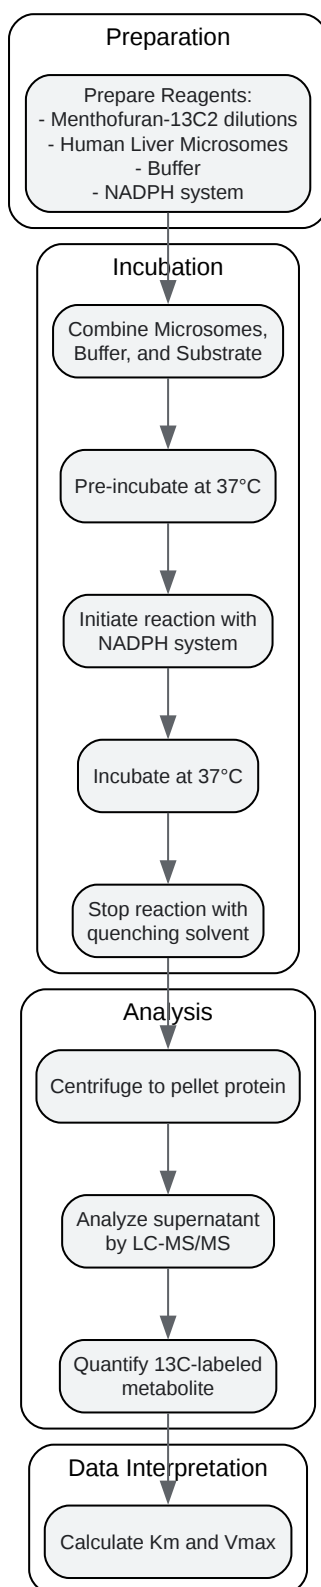 Preparation
Prepare Reagents:
- Menthofuran-13C2 dilutions
- Human Liver Microsomes
- Buffer
- NADPH system
Incubation
Combine Microsomes,
Buffer, and Substrate
Pre-incubate at 37°C
Initiate reaction with
NADPH system
Incubate at 37°C
Stop reaction with
quenching solvent
Analysis
Centrifuge to pellet protein
Analyze supernatant
by LC-MS/MS
Quantify 13C-labeled
metabolite
Data Interpretation
Calculate Km and Vmax